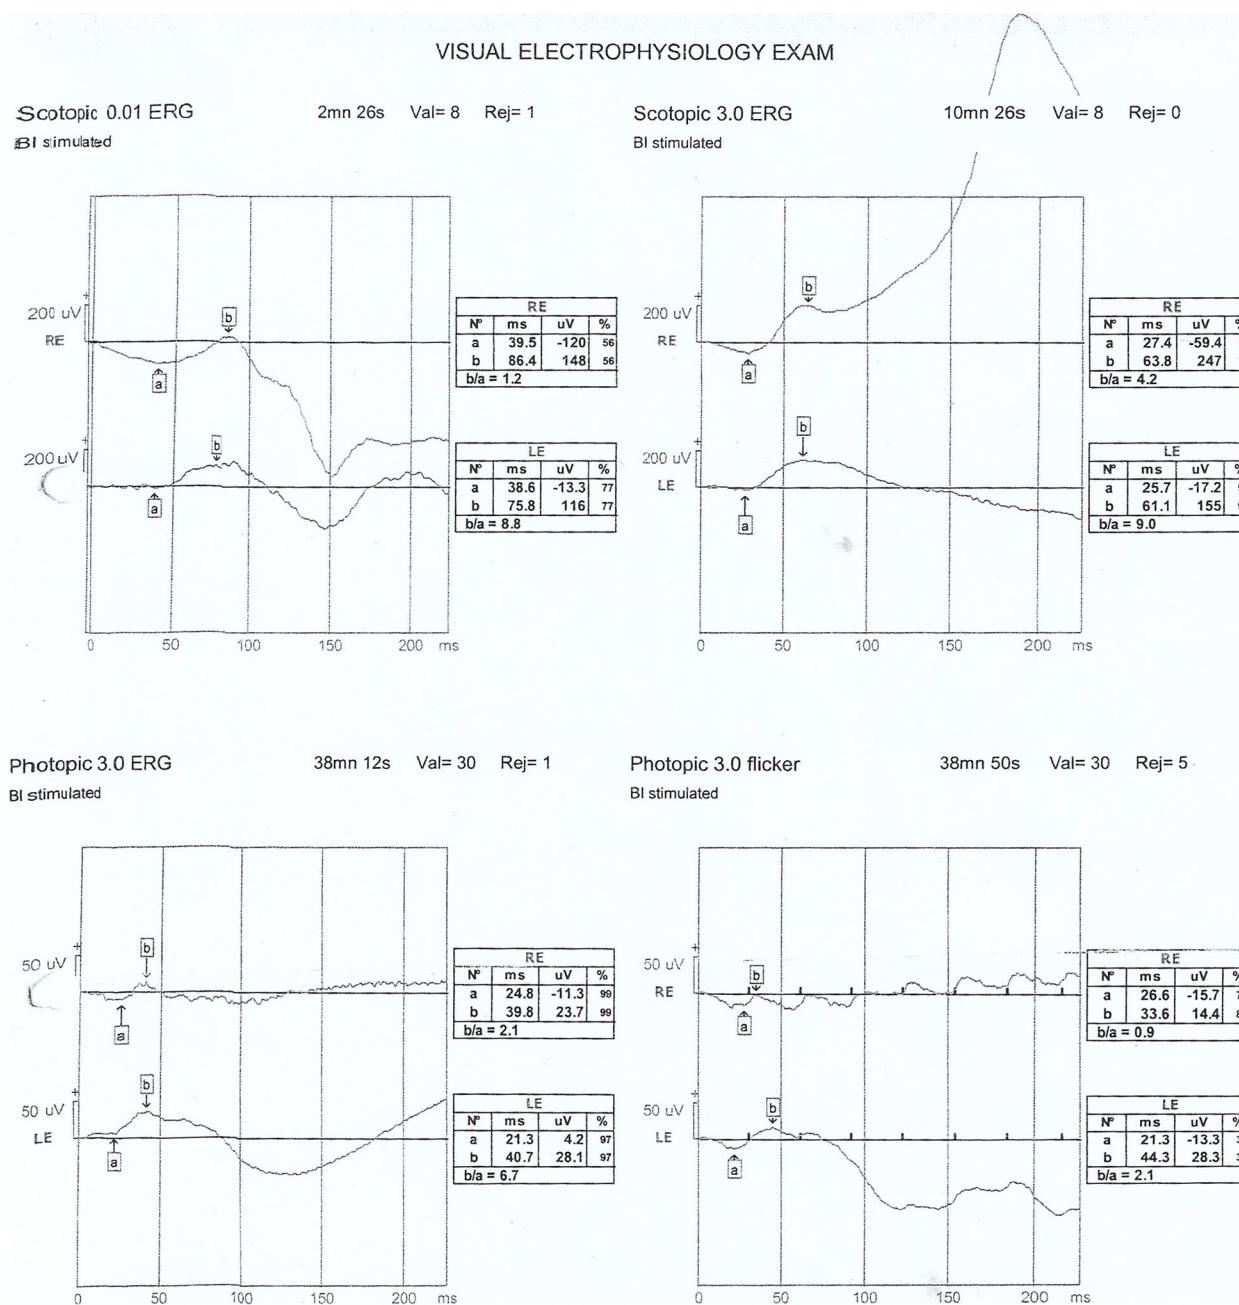 VISUAL ELECTROPHYSIOLOGY EXAM
Scotopic 0.01 ERG 2mn 26s Val= 8 Rej= 1
BI stimulated
200 uV
RE
b
a
RE
N° ms uV %
a 39.5 -120 56
b 86.4 148 56
b/a = 1.2
200 uV
b
a
LE
N° ms uV %
a 38.6 -13.3 77
b 75.8 116 77
b/a = 8.8
0 50 100 150 200 ms
Scotopic 3.0 ERG 10mn 26s Val= 8 Rej= 0
BI stimulated
200 uV
RE
b
a
RE
N° ms uV %
a 27.4 -59.4
b 63.8 247
b/a = 4.2
200 uV
LE
b
a
LE
N° ms uV %
a 25.7 -17.2
b 61.1 155
b/a = 9.0
0 50 100 150 200 ms
Photopic 3.0 ERG 38mn 12s Val= 30 Rej= 1
BI stimulated
50 uV
b
a
RE
N° ms uV %
a 24.8 -11.3 99
b 39.8 23.7 99
b/a = 2.1
50 uV
LE
b
a
LE
N° ms uV %
a 21.3 4.2 97
b 40.7 28.1 97
b/a = 6.7
0 50 100 150 200 ms
Photopic 3.0 flicker 38mn 50s Val= 30 Rej= 5
BI stimulated
50 uV
RE
b
a
RE
N° ms uV %
a 26.6 -15.7
b 33.6 14.4
b/a = 0.9
50 uV
LE
b
a
LE
N° ms uV %
a 21.3 -13.3
b 44.3 28.3
b/a = 2.1
0 50 100 150 200 ms